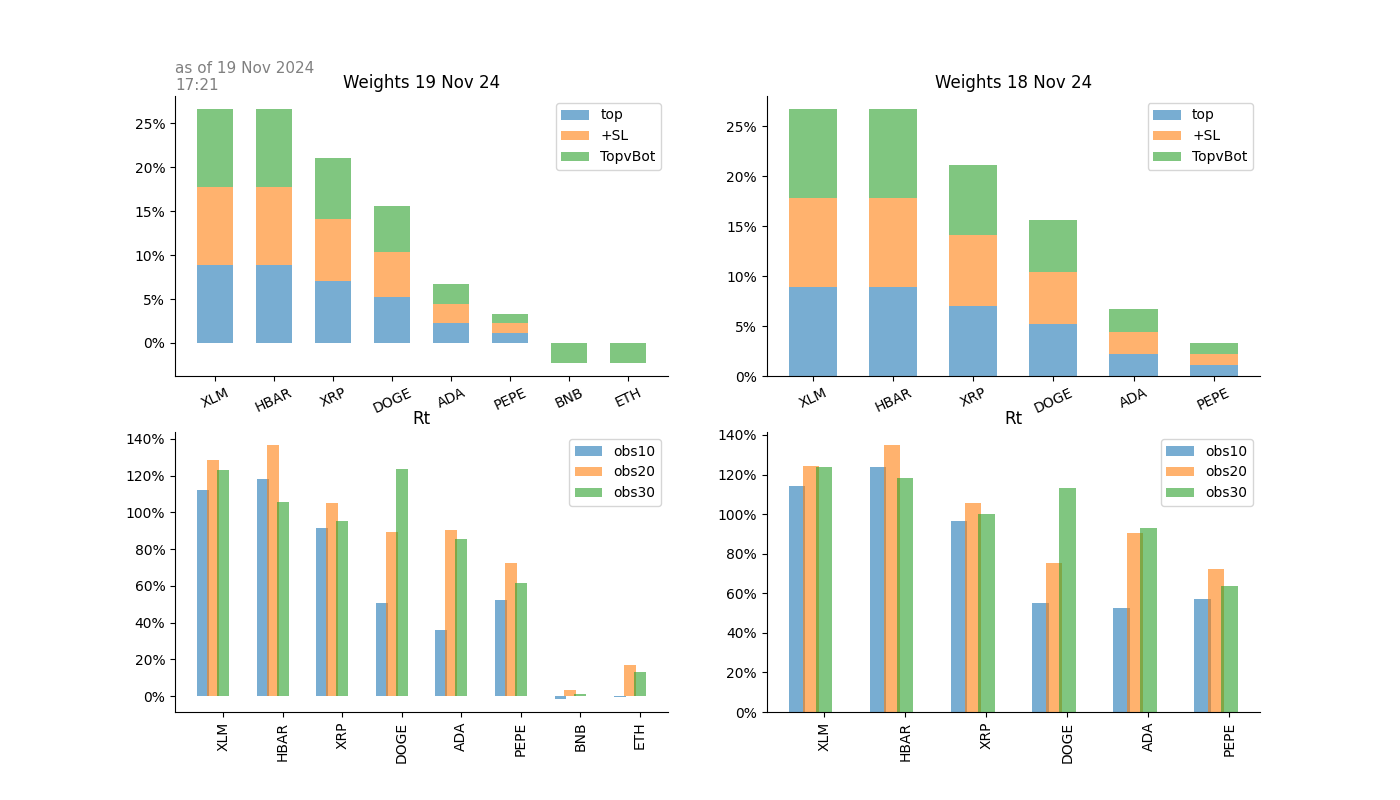 as of 19 Nov 2024
17:21
Weights 19 Nov 24
25%
20%
15%
10%
5%
0%
top
+SL
TopvBot
XLM
HBAR
XRP
DOGE
ADA
PEPE
BNB
ETH
Weights 18 Nov 24
25%
20%
15%
10%
5%
0%
top
+SL
TopvBot
XLM
HBAR
XRP
DOGE
ADA
PEPE
Rt
140%
120%
100%
80%
60%
40%
20%
0%
obs10
obs20
obs30
XLM
HBAR
XRP
DOGE
ADA
PEPE
BNB
ETH
Rt
140%
120%
100%
80%
60%
40%
20%
0%
obs10
obs20
obs30
XLM
HBAR
XRP
DOGE
ADA
PEPE